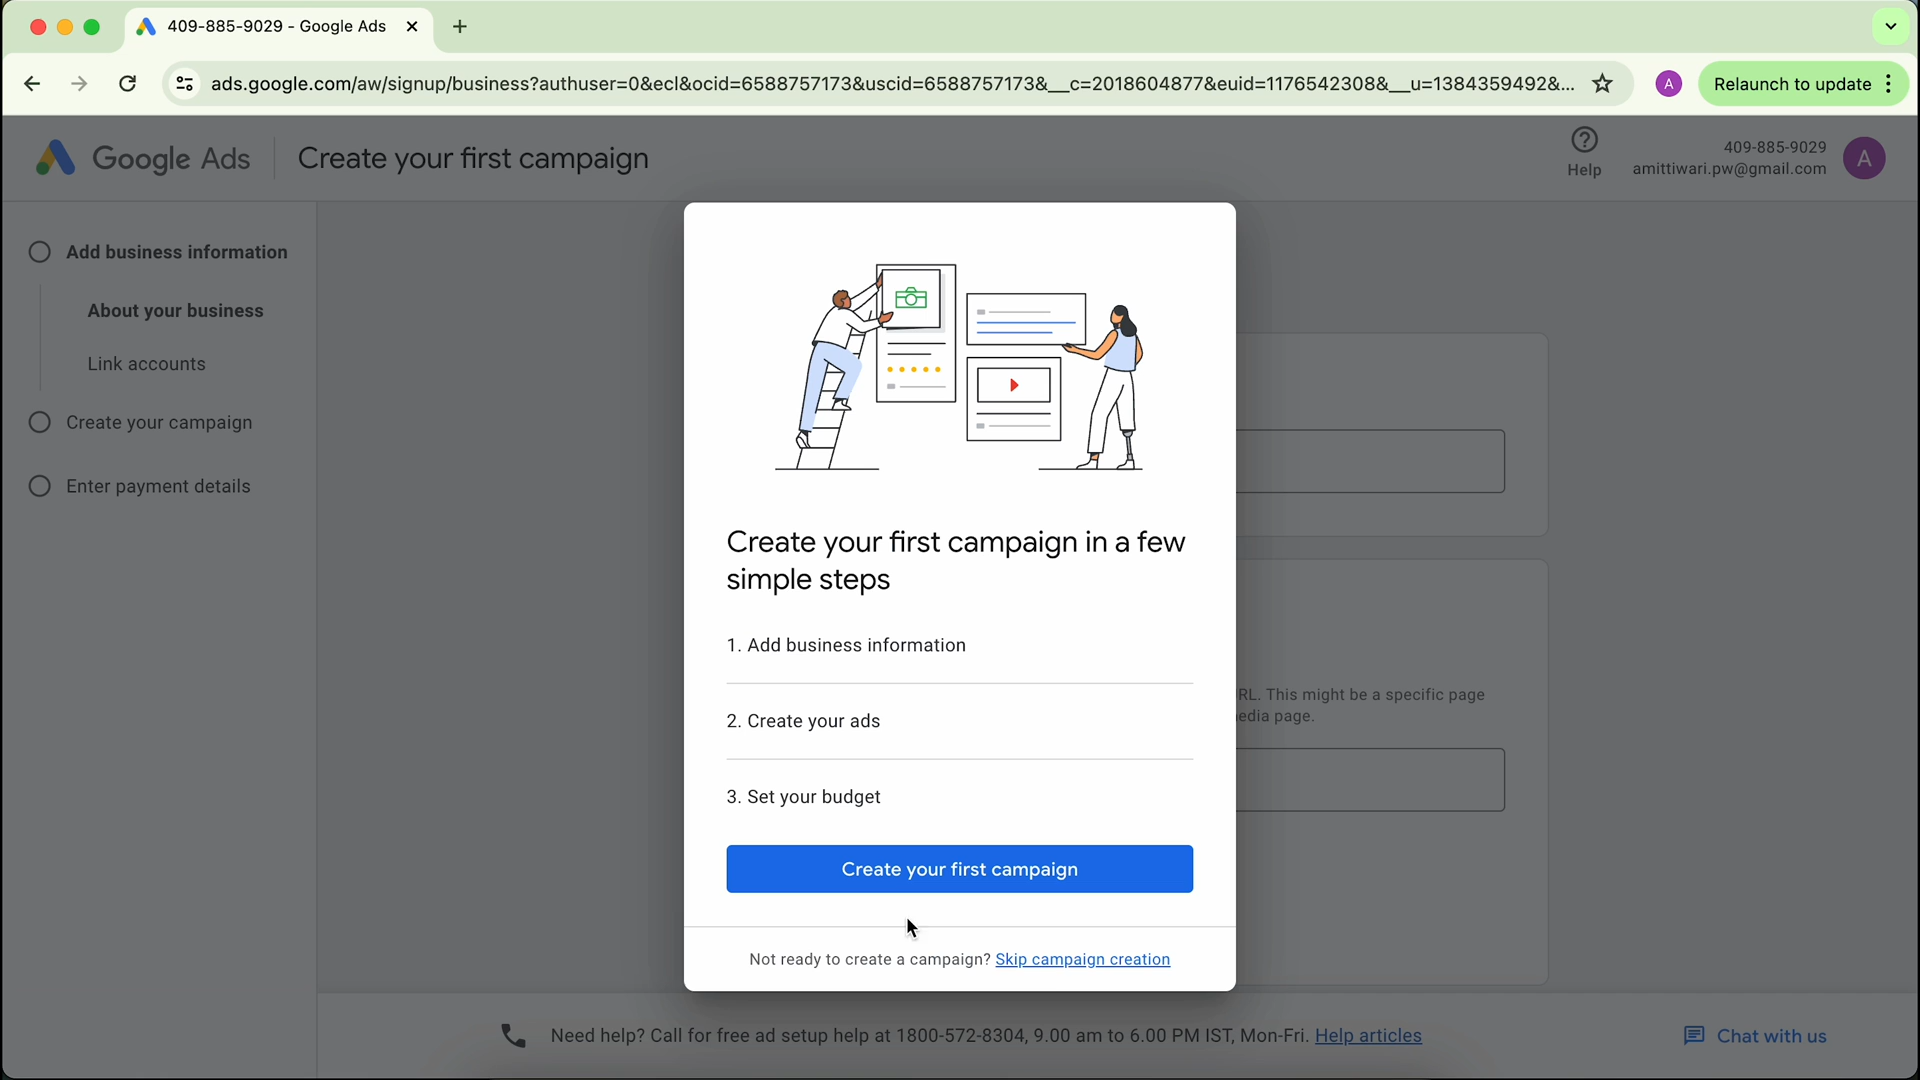 409-885-9029 - Google Ads
ads.google.com/aw/signup/business?authuser=0&ecl&ocid=6588757173&uscid=6588757173&__c=2018604877&euid=1176542308&__u=1384359492&...
A
Relaunch to update
Google Ads
Create your first campaign
Help
409-885-9029
amittiwari.pw@gmail.com
A
Add business information
About your business
Link accounts
Create your campaign
Enter payment details
Create your first campaign in a few
simple steps
1. Add business information
2. Create your ads
3. Set your budget
Create your first campaign
Not ready to create a campaign? Skip campaign creation
This might be a specific page
page.
Need help? Call for free ad setup help at 1800-572-8304, 9.00 am to 6.00 PM IST, Mon-Fri. Help articles
Chat with us